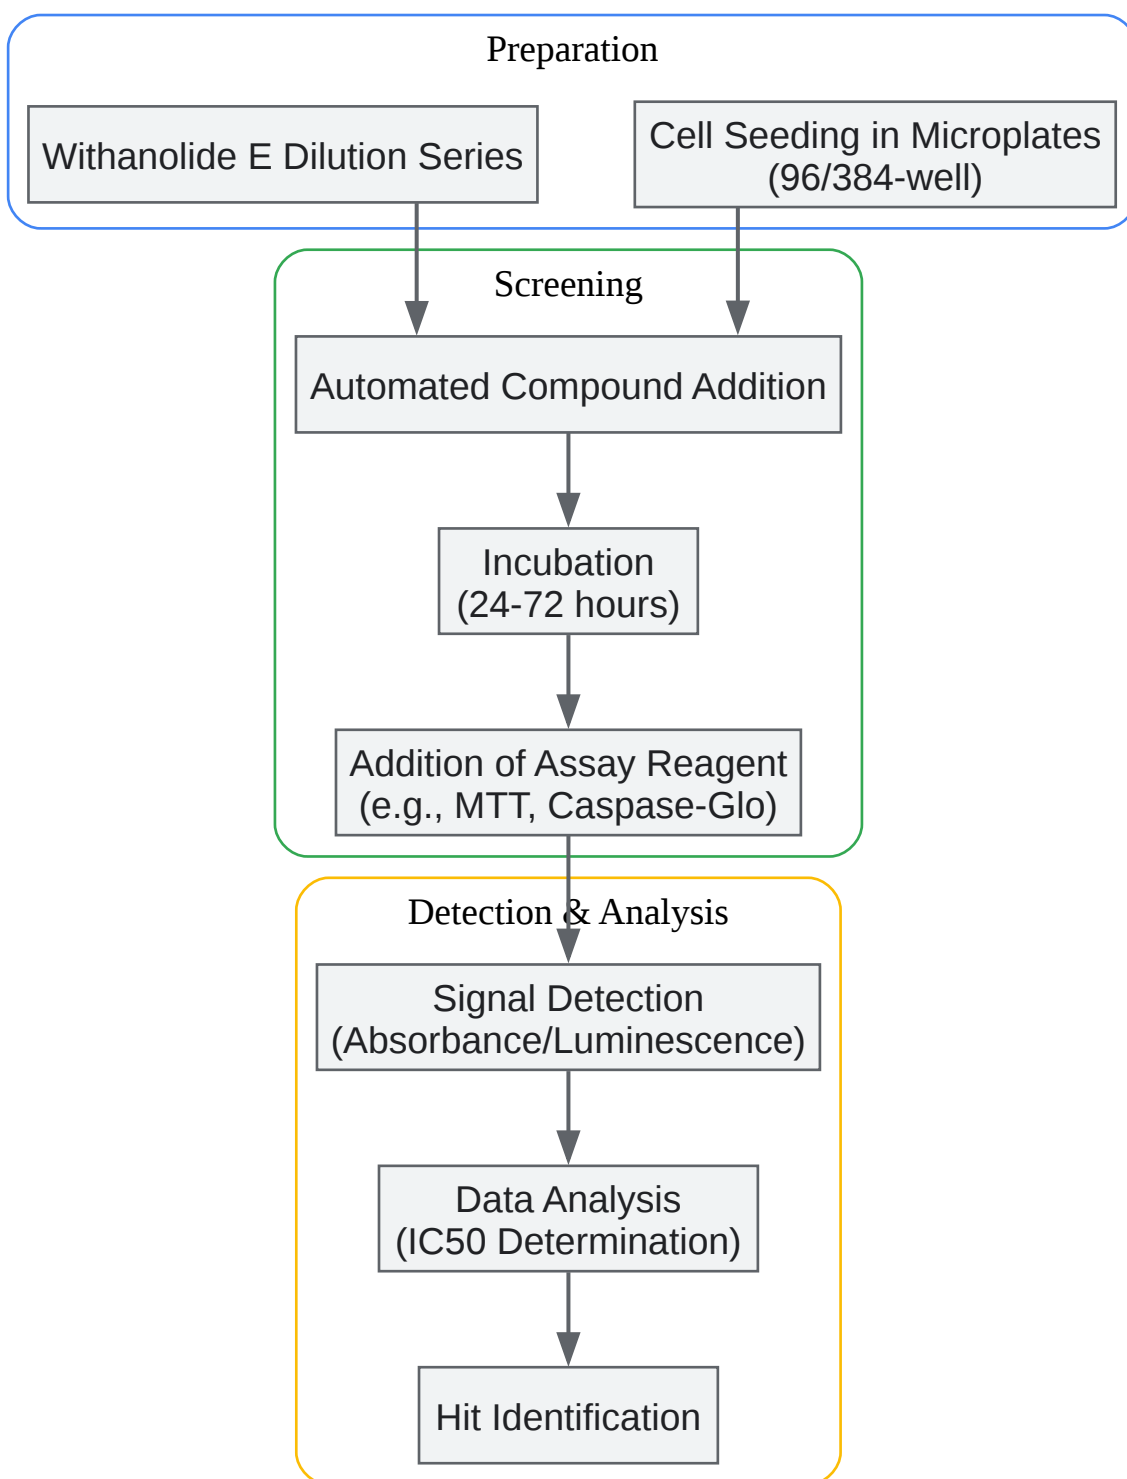 Preparation
Withanolide E Dilution Series
Cell Seeding in Microplates
(96/384-well)
Screening
Automated Compound Addition
Incubation
(24-72 hours)
Addition of Assay Reagent
(e.g., MTT, Caspase-Glo)
Detection & Analysis
Signal Detection
(Absorbance/Luminescence)
Data Analysis
(IC50 Determination)
Hit Identification